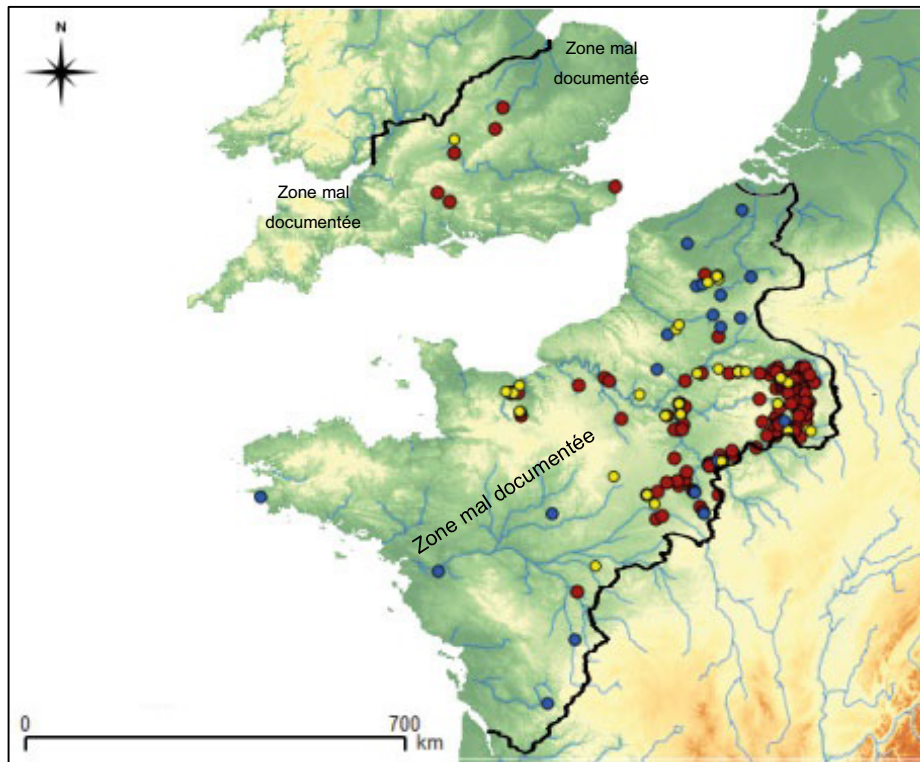 N
Zone mal
documentée
Zone mal
documentée
Zone mal documentée
0
700
km